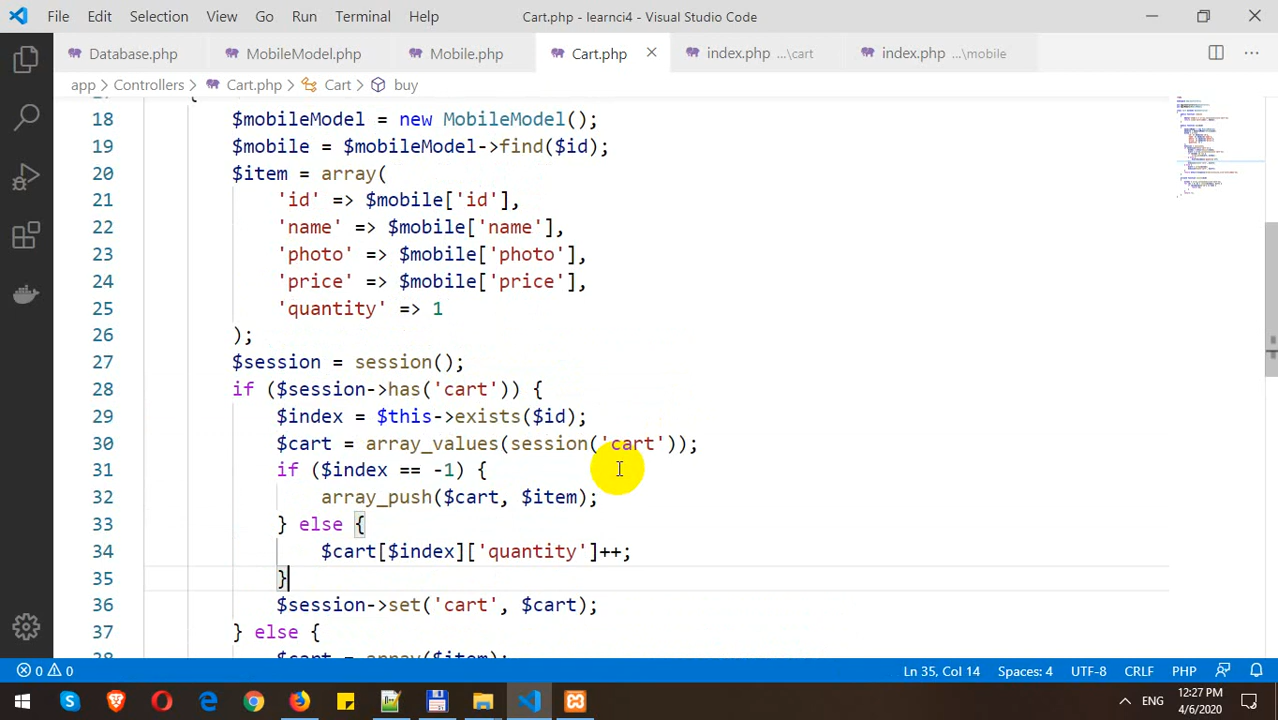 File Edit Selection View Go Run Terminal Help Cart.php - learnci4 - Visual Studio Code
Database.php MobileModel.php Mobile.php Cart.php index.php ...\cart index.php ...\mobile
app > Controllers > Cart.php > Cart > buy
18 $mobileModel = new MobileModel();
19 $mobile = $mobileModel->find($id);
20 $item = array(
21 'id' => $mobile['id'],
22 'name' => $mobile['name'],
23 'photo' => $mobile['photo'],
24 'price' => $mobile['price'],
25 'quantity' => 1
26 );
27 $session = session();
28 if ($session->has('cart')) {
29 $index = $this->exists($id);
30 $cart = array_values(session('cart'));
31 if ($index == -1) {
32 array_push($cart, $item);
33 } else {
34 $cart[$index]['quantity']++;
35 }
36 $session->set('cart', $cart);
37 } else {
$cart = array($item);
0 0 Ln 35, Col 14 Spaces: 4 UTF-8 CRLF PHP
ENG 12:27 PM
4/6/2020